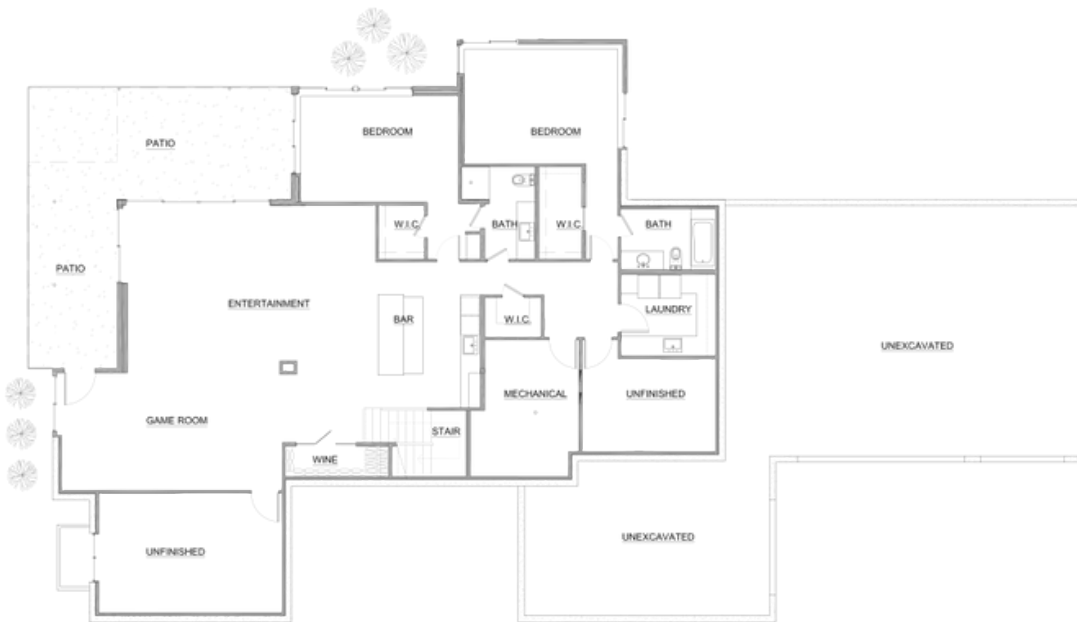 BEDROOM
BEDROOM
PATIO
W.I.C.
BATH
W.I.C.
BATH
PATIO
ENTERTAINMENT
BAR
W.I.C.
LAUNDRY
UNEXCAVATED
MECHANICAL
UNFINISHED
GAME ROOM
STAIR
WINE
UNEXCAVATED
UNFINISHED